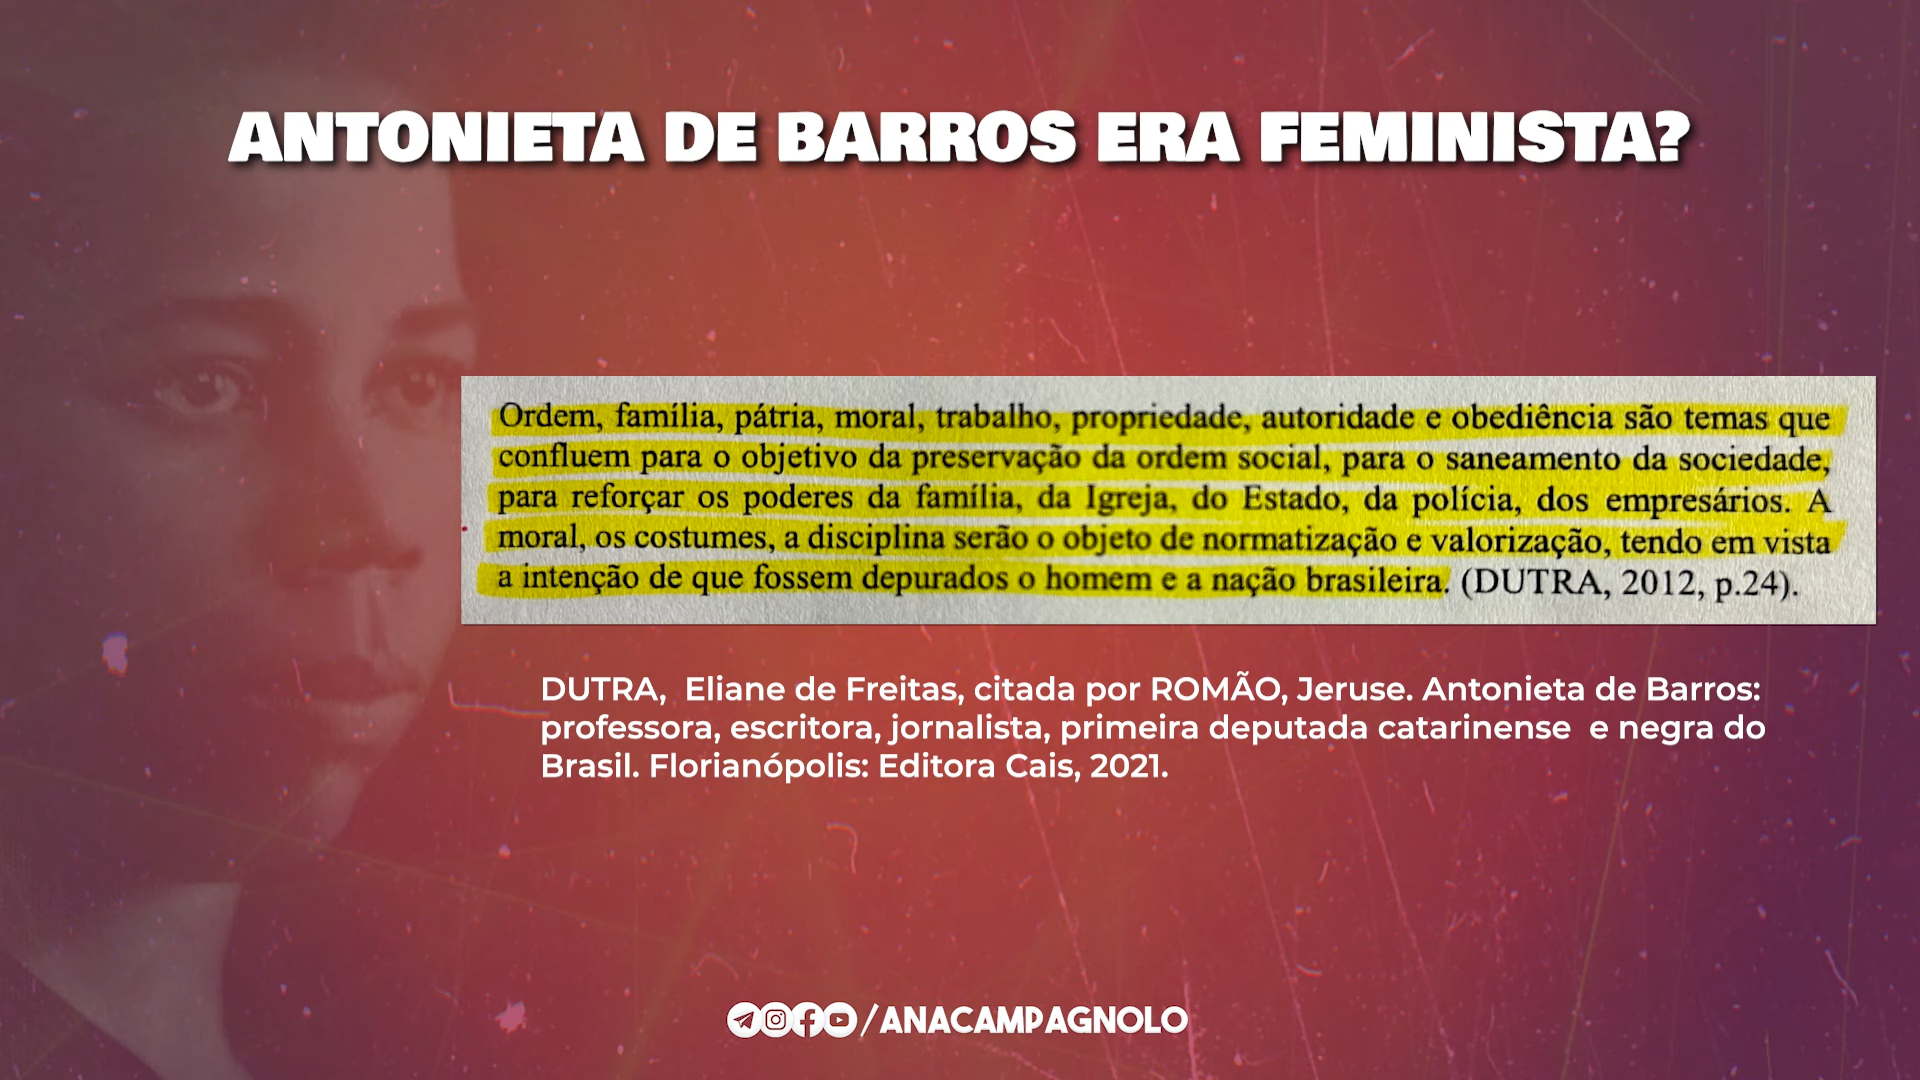 ANTONIETA DE BARROS ERA FEMINISTA?
Ordem, família, pátria, moral, trabalho, propriedade, autoridade e obediência são temas que
confluem para o objetivo da preservação da ordem social, para o saneamento da sociedade,
para reforçar os poderes da família, da Igreja, do Estado, da polícia, dos empresários. A
moral, os costumes, a disciplina serão o objeto de normatização e valorização, tendo em vista
a intenção de que fossem depurados o homem e a nação brasileira. (DUTRA, 2012, p.24).
DUTRA,  Eliane de Freitas, citada por ROMÃO, Jeruse. Antonieta de Barros:
professora, escritora, jornalista, primeira deputada catarinense  e negra do
Brasil. Florianópolis: Editora Cais, 2021.
/ANACAMPAGNOLO